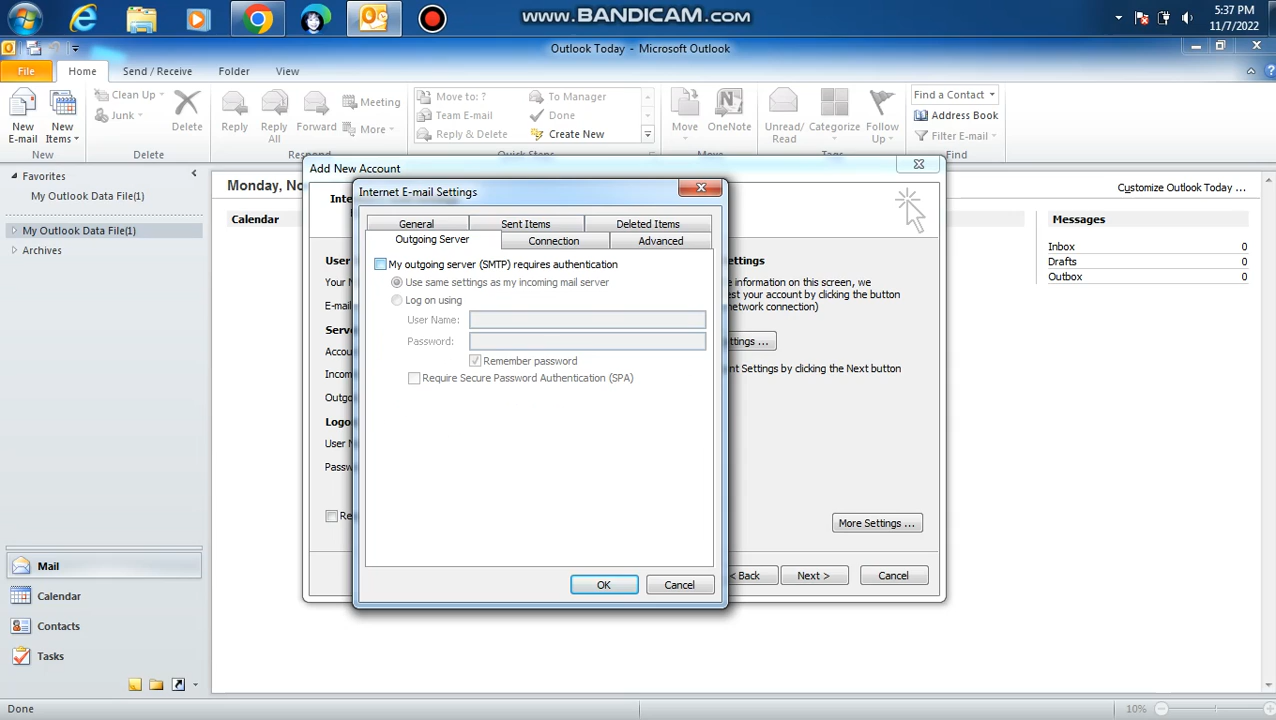 www.BANDICAM.com
5:37 PM
11/7/2022
Outlook Today - Microsoft Outlook
File Home Send / Receive Folder View
New E-mail
New Items
New
Clean Up
Junk
Delete
Delete
Reply
Reply All
Forward
Meeting
More
Respond
Move to: ?
Team E-mail
Reply & Delete
To Manager
Done
Create New
Quick Steps
Move
OneNote
Move
Unread/ Read
Categorize
Follow Up
Tags
Find a Contact
Address Book
Filter E-mail
Find
Favorites
My Outlook Data File(1)
My Outlook Data File(1)
Archives
Monday, No
Calendar
Customize Outlook Today ...
Messages
Inbox 0
Drafts 0
Outbox 0
Add New Account
Internet E-mail Settings
General Sent Items Deleted Items
Outgoing Server Connection Advanced
My outgoing server (SMTP) requires authentication
Use same settings as my incoming mail server
Log on using
User Name:
Password:
Remember password
Require Secure Password Authentication (SPA)
OK Cancel
Inte
User
Your N
E-mai
Serve
Accou
Incom
Outgo
Logo
User N
Passw
Re
ettings
e information on this screen, we
est your account by clicking the button
network connection)
ttings ...
nt Settings by clicking the Next button
More Settings ...
< Back Next > Cancel
Mail
Calendar
Contacts
Tasks
Done
10%